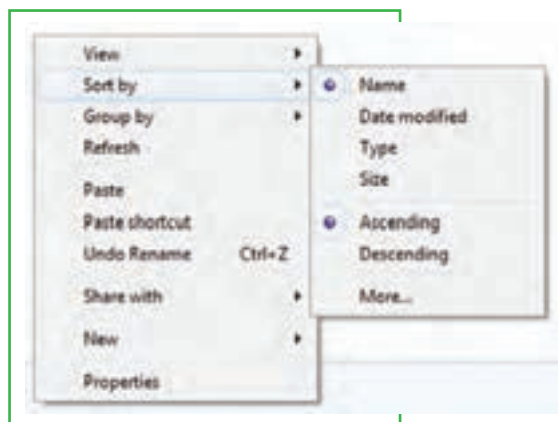 View
Sort by
Group by
Refresh
Paste
Paste shortcut
Undo Rename Ctrl+Z
Share with
New
Properties
Name
Date modified
Type
Size
Ascending
Descending
More...